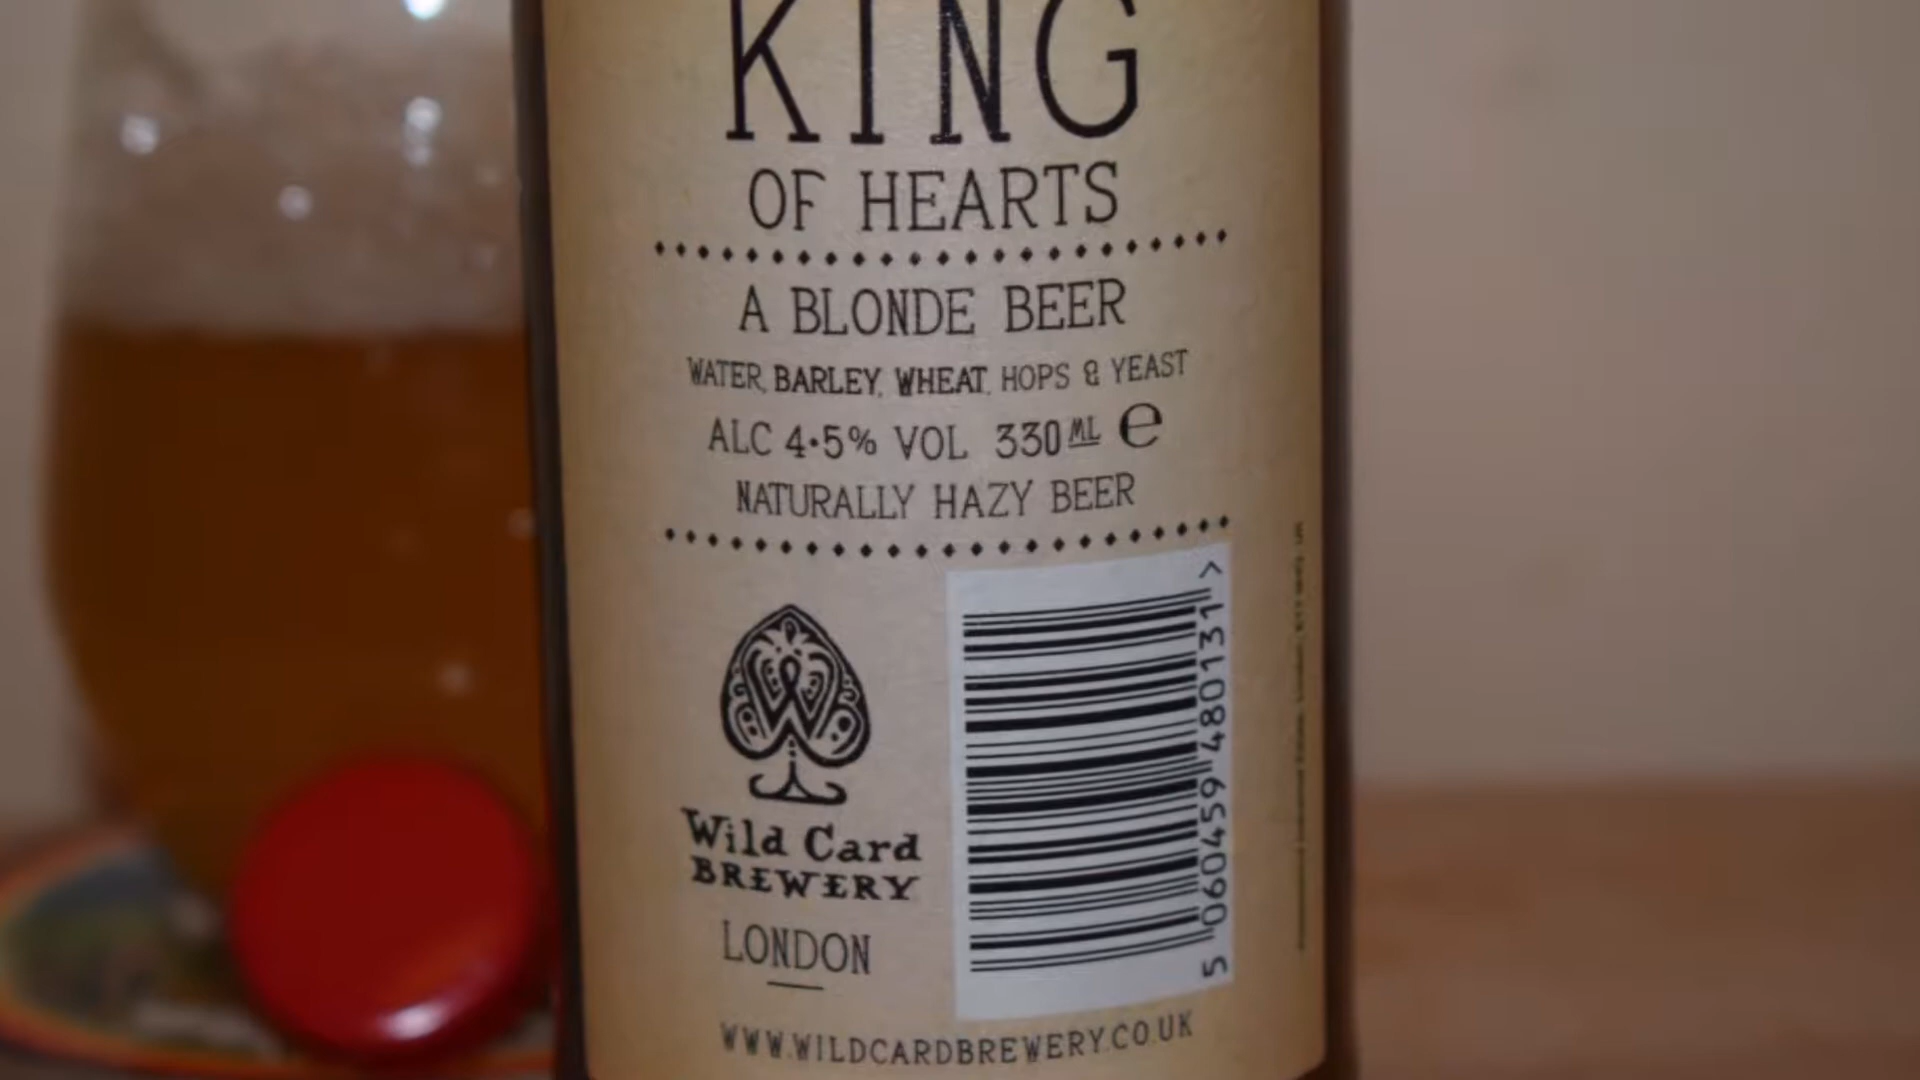 KING
OF HEARTS
A BLONDE BEER
WATER, BARLEY, WHEAT, HOPS & YEAST
ALC 4·5% VOL 330ML ℮
NATURALLY HAZY BEER
Wild Card
BREWERY
LONDON
WWW.WILDCARDBREWERY.CO.UK
5 060459 480131 >